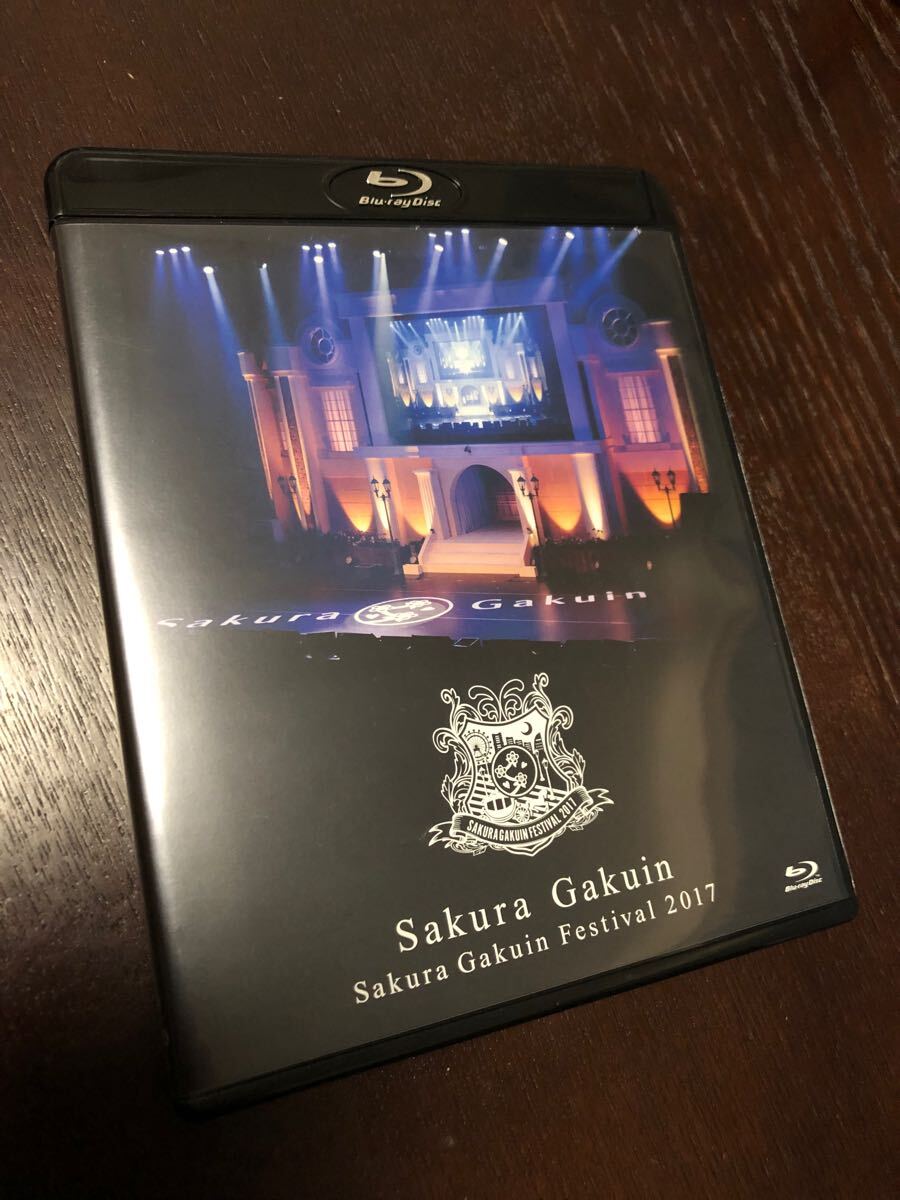 Blu-ray Disc
Sakura Gakuin
SAKURA GAKUIN FESTIVAL 2017
Sakura Gakuin
Sakura Gakuin Festival 2017
Blu-ray Disc